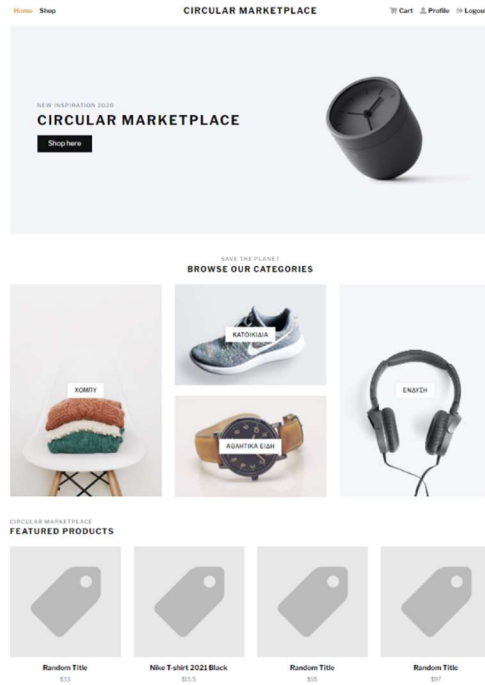 Home Shop CIRCULAR MARKETPLACE Cart Profile Logout
NEW INSPIRATION 2020
CIRCULAR MARKETPLACE
Shop here
SAVE THE PLANET
BROWSE OUR CATEGORIES
ΚΑΤΟΙΚΙΔΙΑ
ΧΟΜΠΥ
ΕΝΔΥΣΗ
ΑΘΛΗΤΙΚΑ ΕΙΔΗ
CIRCULAR MARKETPLACE
FEATURED PRODUCTS
Random Title Nike T-shirt 2021 Black Random Title Random Title
$33 $15.5 $97